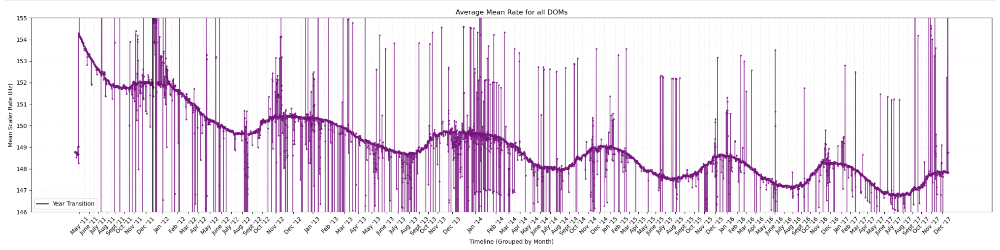 Average Mean Rate for all DOMs
Mean Scaler Rate (Hz)
155
154
153
152
151
150
149
148
147
146
Year Transition
May '11
June '11
July '11
Aug '11
Sept '11
Oct '11
Nov '11
Dec '11
Jan '12
Feb '12
Mar '12
Apr '12
May '12
June '12
July '12
Aug '12
Sept '12
Oct '12
Nov '12
Dec '12
Jan '13
Feb '13
Mar '13
Apr '13
May '13
June '13
July '13
Aug '13
Sept '13
Oct '13
Nov '13
Dec '13
Jan '14
Feb '14
Mar '14
Apr '14
May '14
June '14
July '14
Aug '14
Sept '14
Oct '14
Nov '14
Dec '14
Jan '15
Feb '15
Mar '15
Apr '15
May '15
June '15
July '15
Aug '15
Sept '15
Oct '15
Nov '15
Dec '15
Jan '16
Feb '16
Mar '16
Apr '16
May '16
June '16
July '16
Aug '16
Sept '16
Oct '16
Nov '16
Dec '16
Jan '17
Feb '17
Mar '17
Apr '17
May '17
June '17
July '17
Aug '17
Sept '17
Oct '17
Nov '17
Dec '17
Timeline (Grouped by Month)